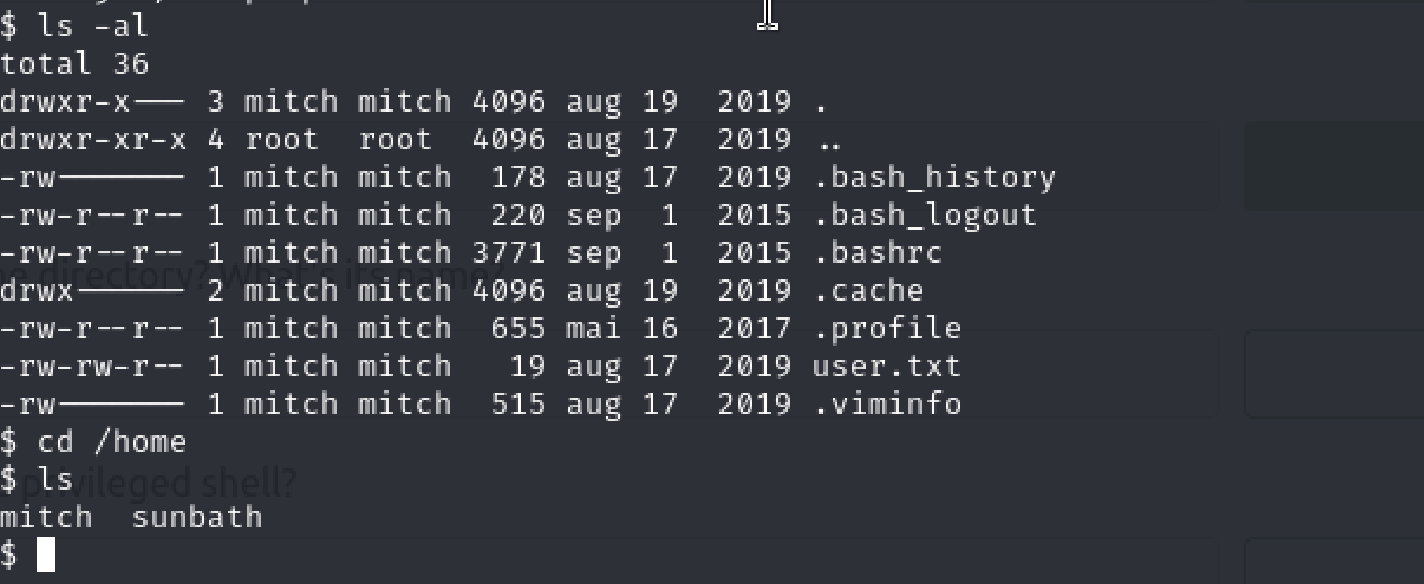 $ ls -al
total 36
drwxr-x--- 3 mitch mitch 4096 aug 19  2019 .
drwxr-xr-x 4 root  root  4096 aug 17  2019 ..
-rw------- 1 mitch mitch  178 aug 17  2019 .bash_history
-rw-r--r-- 1 mitch mitch  220 sep  1  2015 .bash_logout
-rw-r--r-- 1 mitch mitch 3771 sep  1  2015 .bashrc
e directory? What's its name?
drwx------ 2 mitch mitch 4096 aug 19  2019 .cache
-rw-r--r-- 1 mitch mitch  655 mai 16  2017 .profile
-rw-rw-r-- 1 mitch mitch   19 aug 17  2019 user.txt
-rw------- 1 mitch mitch  515 aug 17  2019 .viminfo
$ cd /home
$ ls
privileged shell?
mitch  sunbath
$